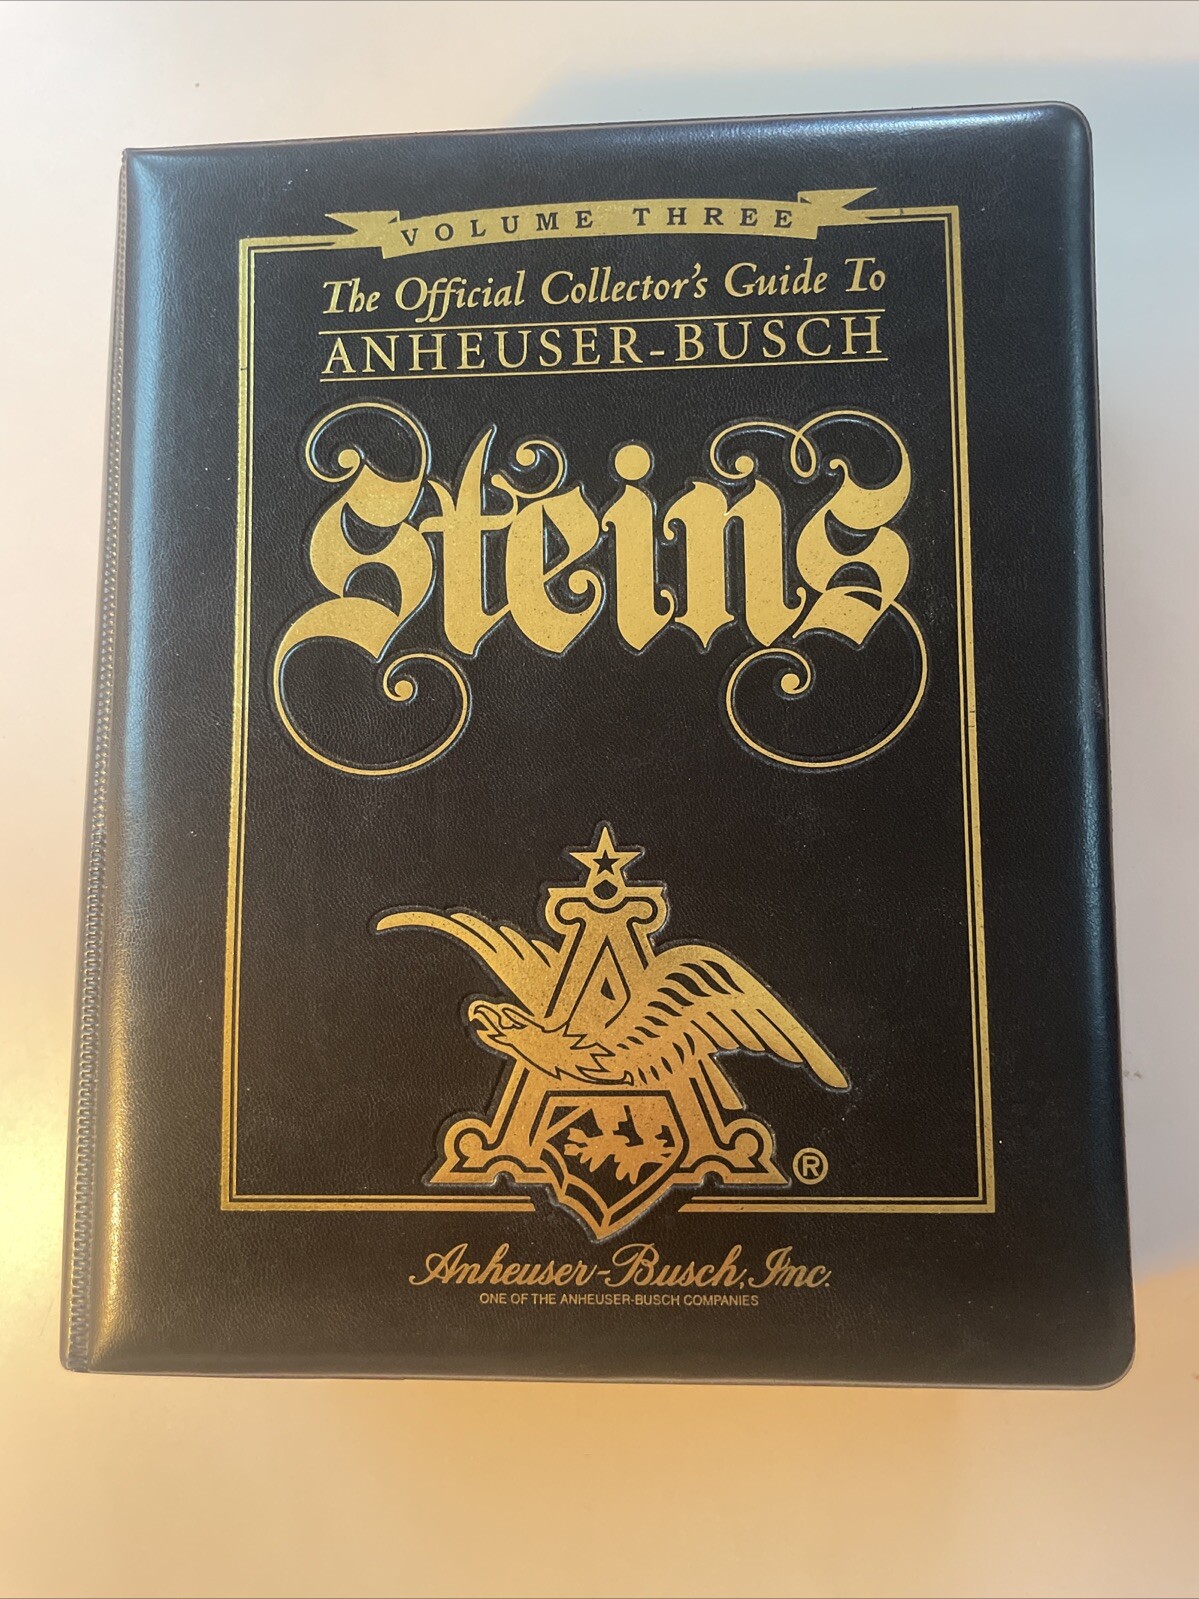 VOLUME THREE
The Official Collector's Guide To
ANHEUSER-BUSCH
Steins
A
®
Anheuser-Busch, Inc.
ONE OF THE ANHEUSER-BUSCH COMPANIES